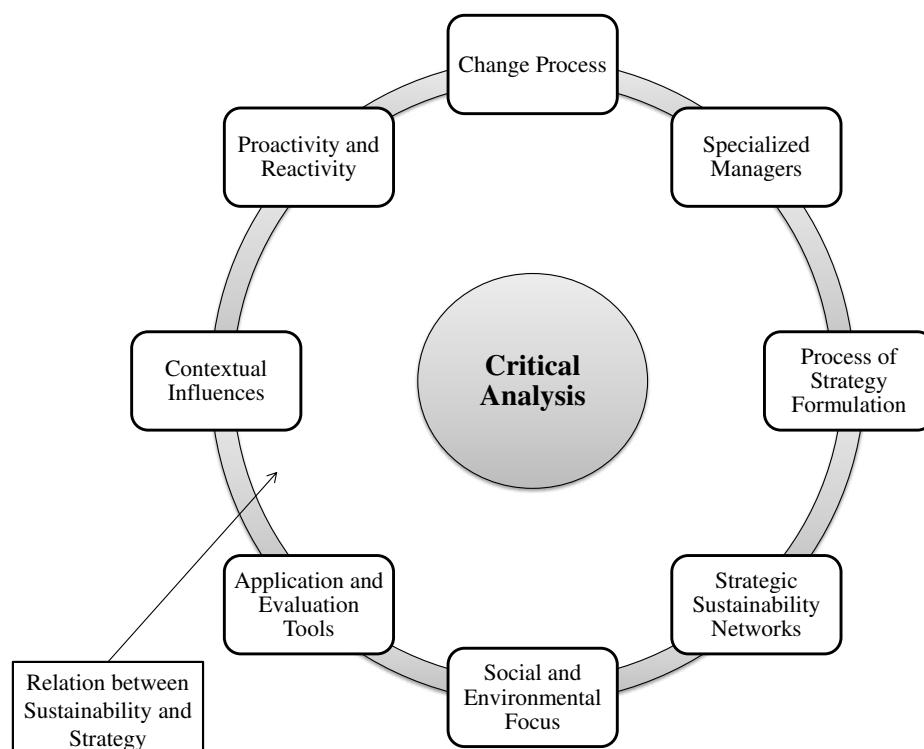 Change Process
Proactivity and
Reactivity
Specialized
Managers
Contextual
Influences
Critical
Analysis
Process of
Strategy
Formulation
Application and
Evaluation
Tools
Strategic
Sustainability
Networks
Social and
Environmental
Focus
Relation between
Sustainability and
Strategy